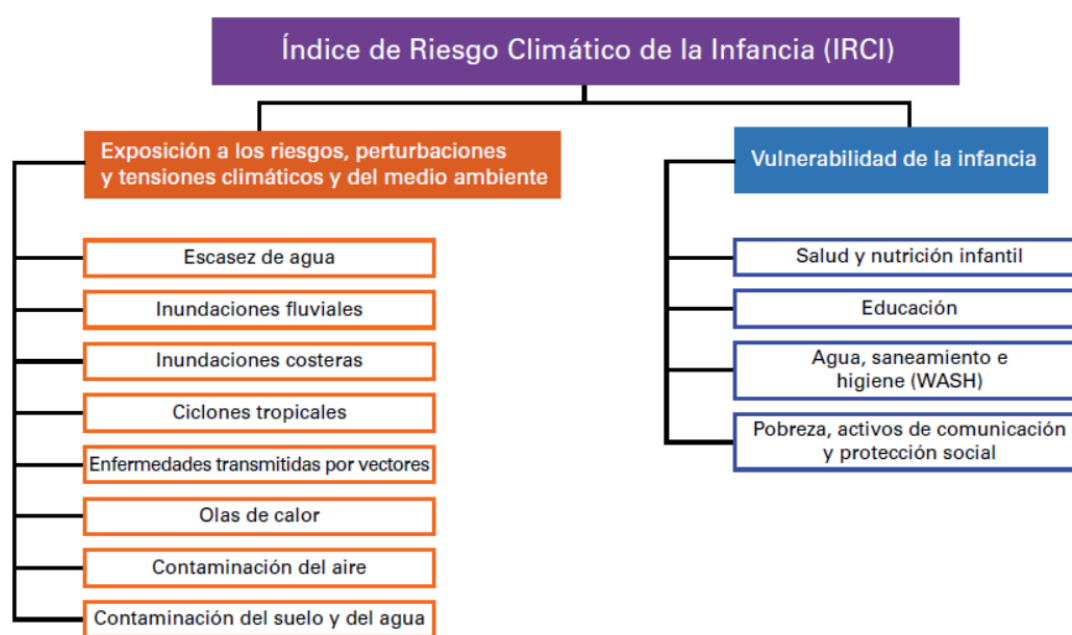 Índice de Riesgo Climático de la Infancia (IRCI)
Exposición a los riesgos, perturbaciones
y tensiones climáticos y del medio ambiente
Escasez de agua
Inundaciones fluviales
Inundaciones costeras
Ciclones tropicales
Enfermedades transmitidas por vectores
Olas de calor
Contaminación del aire
Contaminación del suelo y del agua
Vulnerabilidad de la infancia
Salud y nutrición infantil
Educación
Agua, saneamiento e
higiene (WASH)
Pobreza, activos de comunicación
y protección social